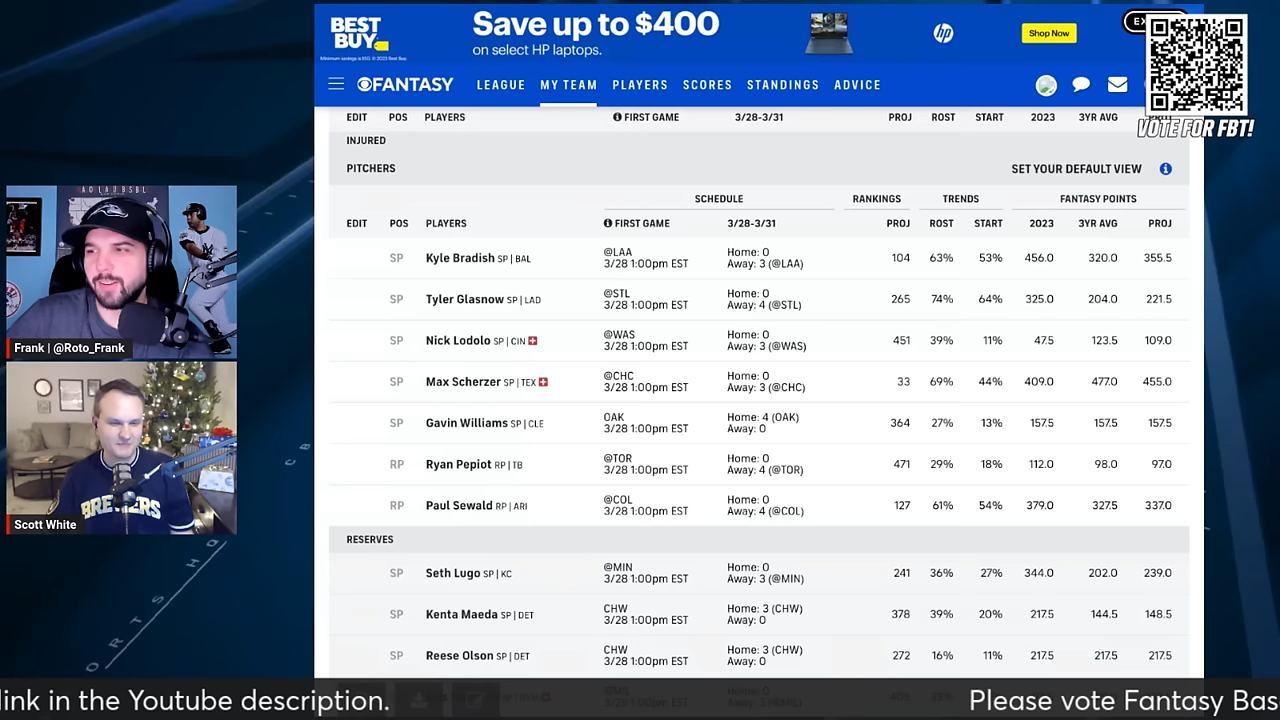 BEST BUY
Minimum savings is $50. © 2023 Best Buy
Save up to $400
on select HP laptops.
hp
Shop Now
FANTASY LEAGUE MY TEAM PLAYERS SCORES STANDINGS ADVICE
VOTE FOR FBT!
EDIT POS PLAYERS FIRST GAME 3/28-3/31 PROJ ROST START 2023 3YR AVG
INJURED
PITCHERS SET YOUR DEFAULT VIEW
SCHEDULE RANKINGS TRENDS FANTASY POINTS
EDIT POS PLAYERS FIRST GAME 3/28-3/31 PROJ ROST START 2023 3YR AVG PROJ
SP Kyle Bradish SP | BAL @LAA 3/28 1:00pm EST Home: 0 Away: 3 (@LAA) 104 63% 53% 456.0 320.0 355.5
SP Tyler Glasnow SP | LAD @STL 3/28 1:00pm EST Home: 0 Away: 4 (@STL) 265 74% 64% 325.0 204.0 221.5
SP Nick Lodolo SP | CIN @WAS 3/28 1:00pm EST Home: 0 Away: 3 (@WAS) 451 39% 11% 47.5 123.5 109.0
SP Max Scherzer SP | TEX @CHC 3/28 1:00pm EST Home: 0 Away: 3 (@CHC) 33 69% 44% 409.0 477.0 455.0
SP Gavin Williams SP | CLE OAK 3/28 1:00pm EST Home: 4 (OAK) Away: 0 364 27% 13% 157.5 157.5 157.5
RP Ryan Pepiot RP | TB @TOR 3/28 1:00pm EST Home: 0 Away: 4 (@TOR) 471 29% 18% 112.0 98.0 97.0
RP Paul Sewald RP | ARI @COL 3/28 1:00pm EST Home: 0 Away: 4 (@COL) 127 61% 54% 379.0 327.5 337.0
RESERVES
SP Seth Lugo SP | KC @MIN 3/28 1:00pm EST Home: 0 Away: 3 (@MIN) 241 36% 27% 344.0 202.0 239.0
SP Kenta Maeda SP | DET CHW 3/28 1:00pm EST Home: 3 (CHW) Away: 0 378 39% 20% 217.5 144.5 148.5
SP Reese Olson SP | DET CHW 3/28 1:00pm EST Home: 3 (CHW) Away: 0 272 16% 11% 217.5 217.5 217.5
Frank | @Roto_Frank
BREWERS
Scott White
link in the Youtube description. Please vote Fantasy Bas